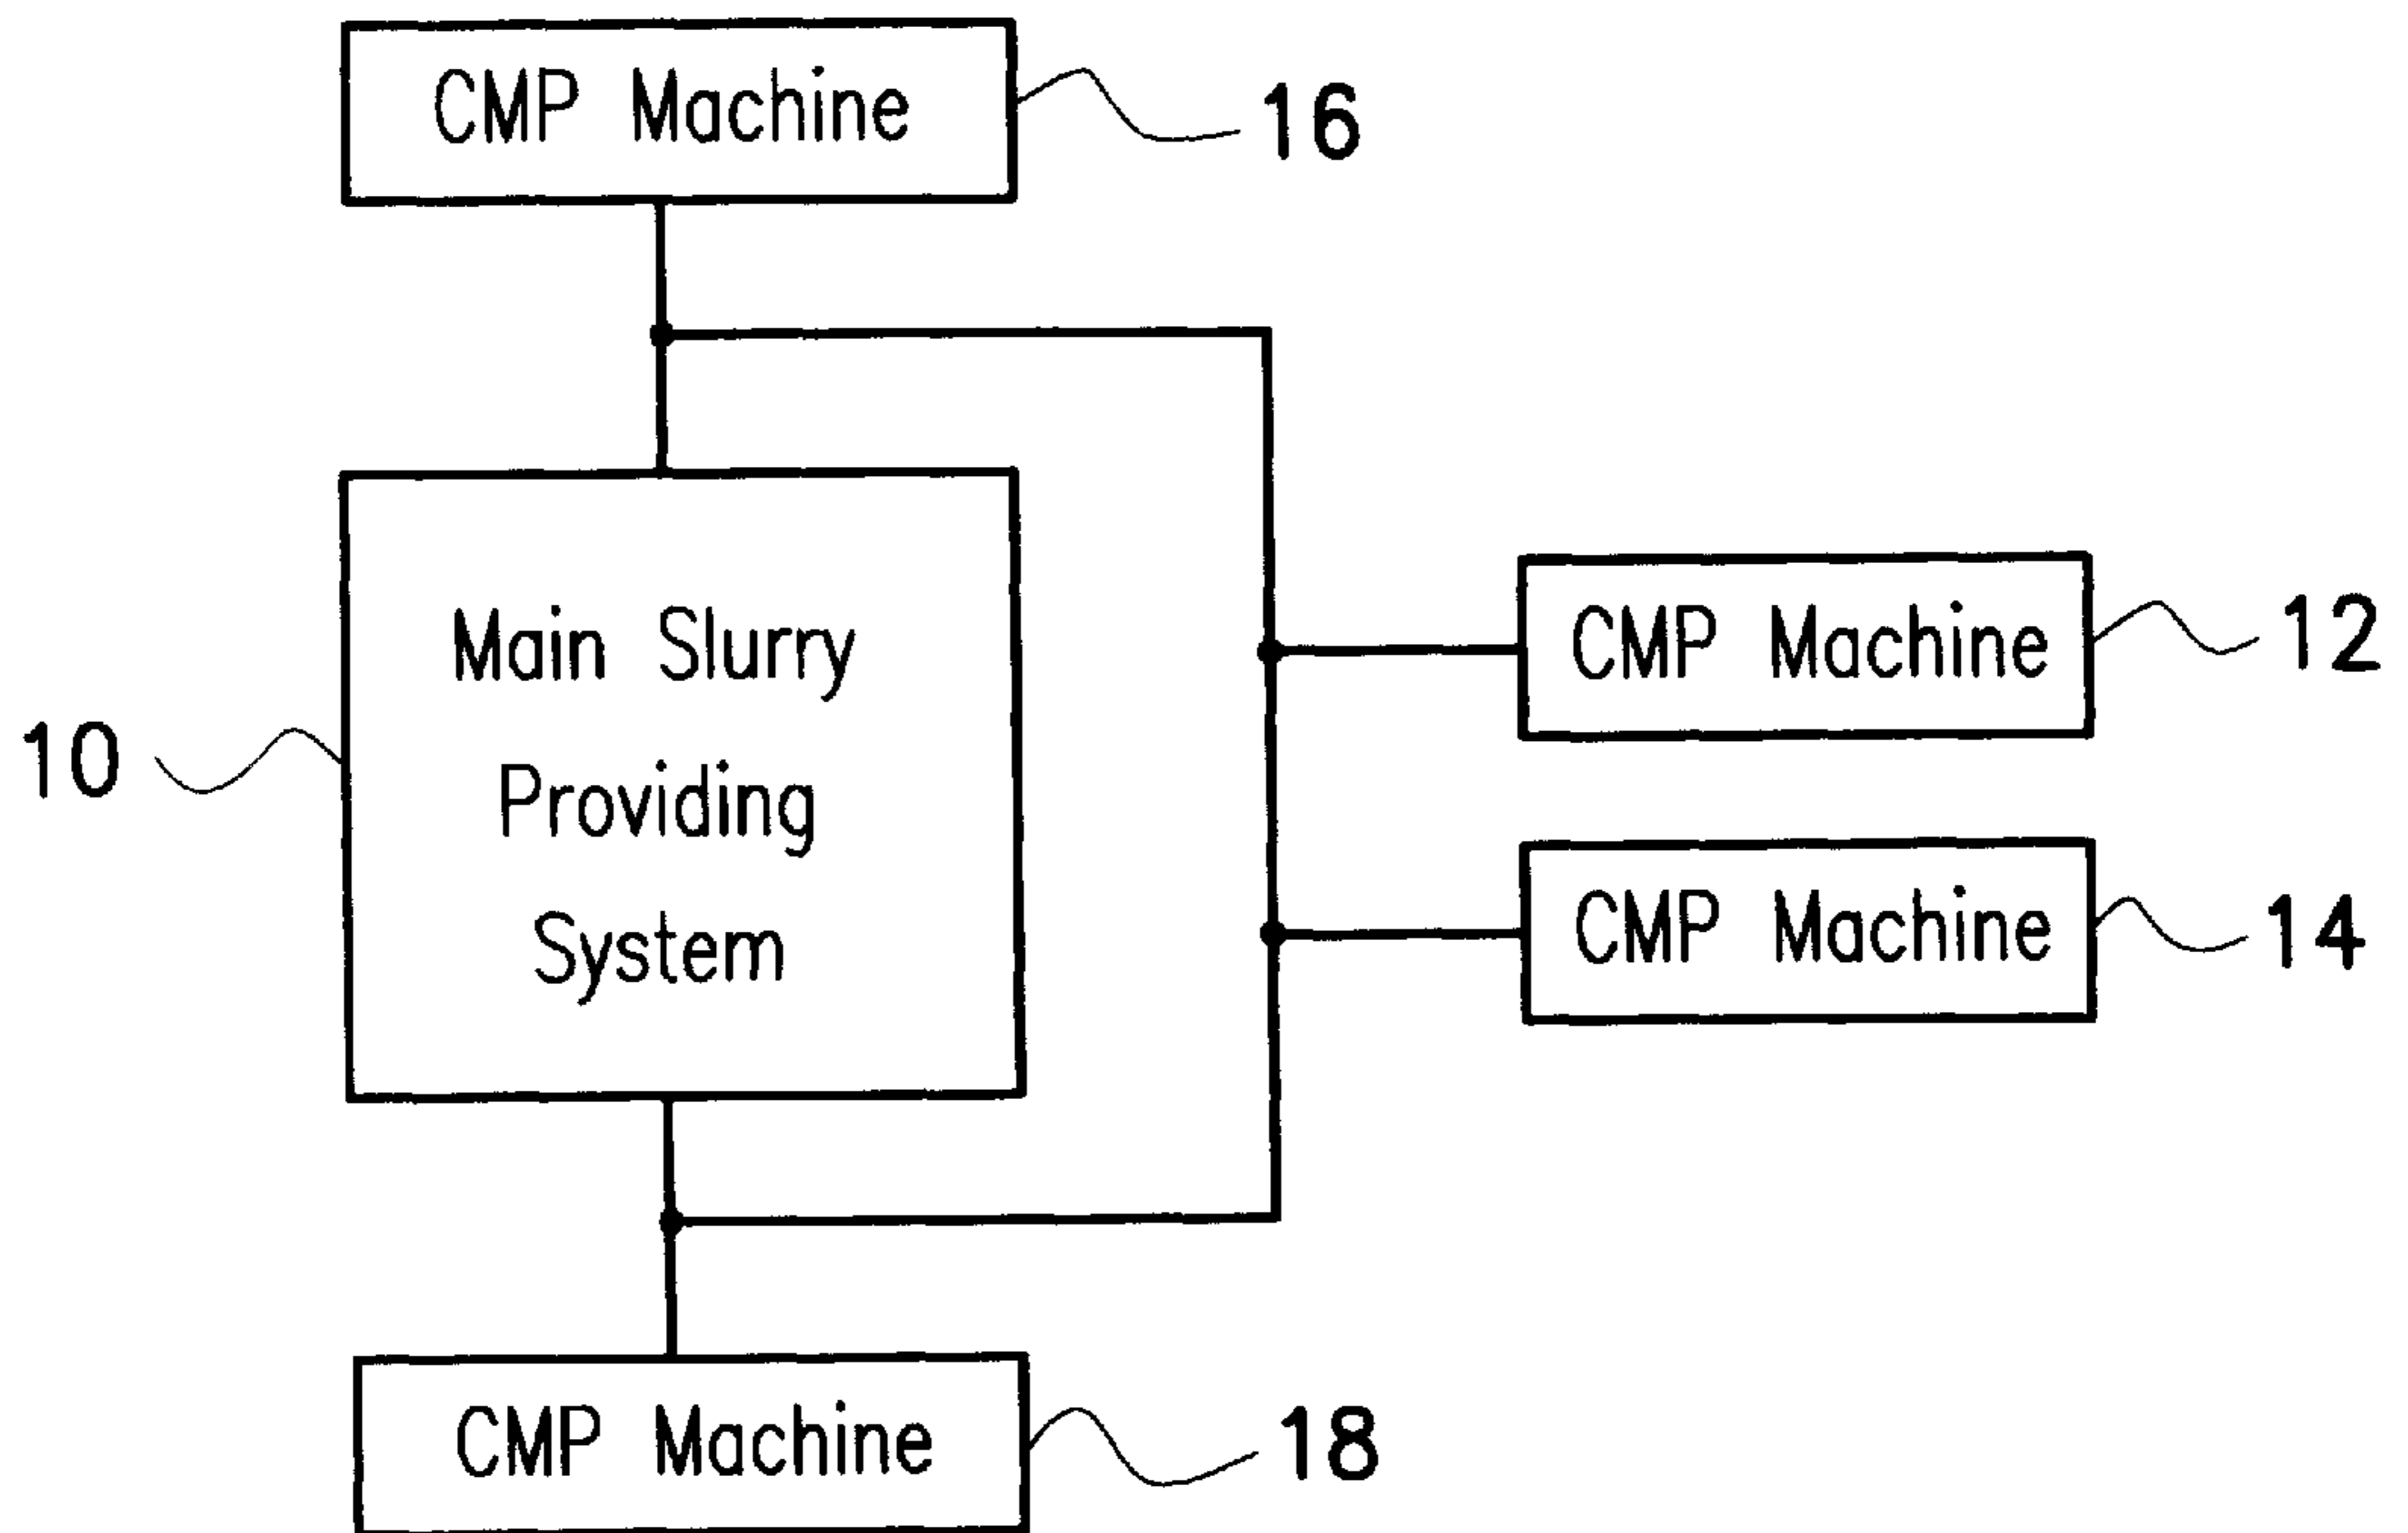 CMP Machine
16
Main Slurry
Providing
System
10
CMP Machine
12
CMP Machine
14
CMP Machine
18